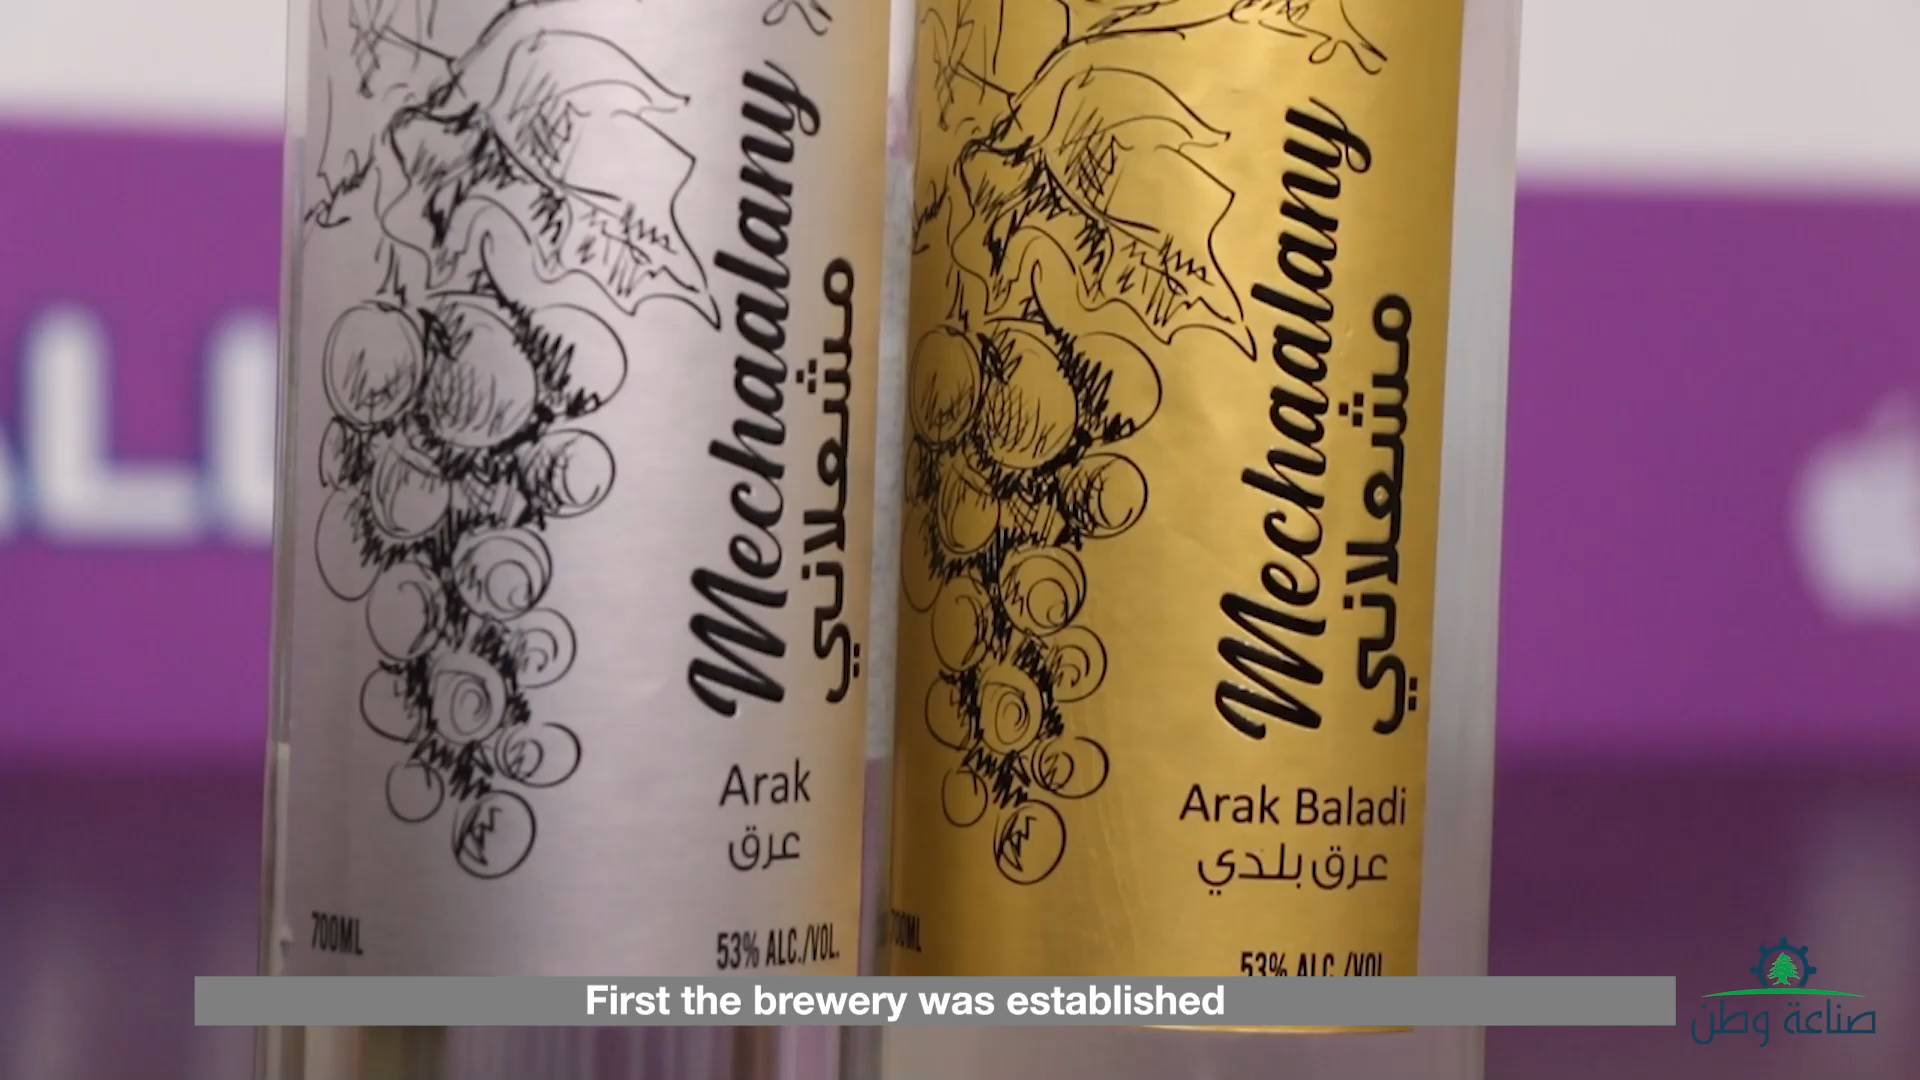 Mechaalany
مشعلاني
Arak
عرق
700ML
53% ALC./VOL.
Mechaalany
مشعلاني
Arak Baladi
عرق بلدي
700ML
53% ALC./VOL.
First the brewery was established
صناعة وطن